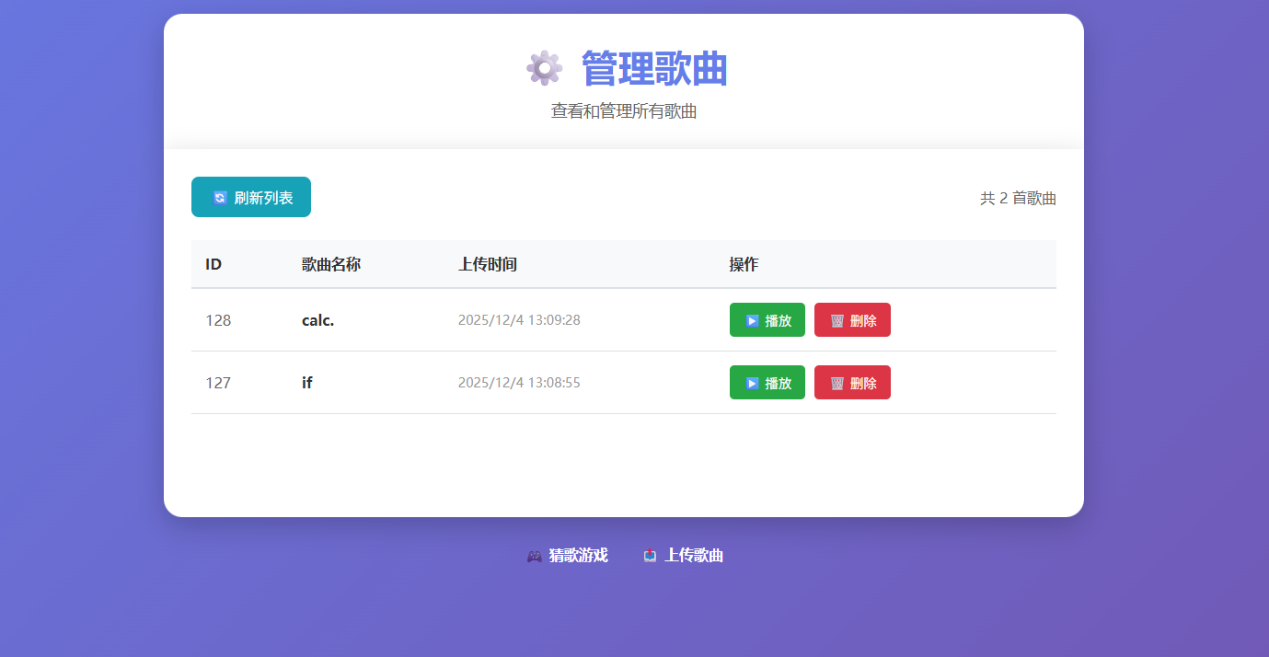 管理歌曲
查看和管理所有歌曲
刷新列表 共 2 首歌曲
ID 歌曲名称 上传时间 操作
128 calc. 2025/12/4 13:09:28 播放 删除
127 if 2025/12/4 13:08:55 播放 删除
猜歌游戏 上传歌曲